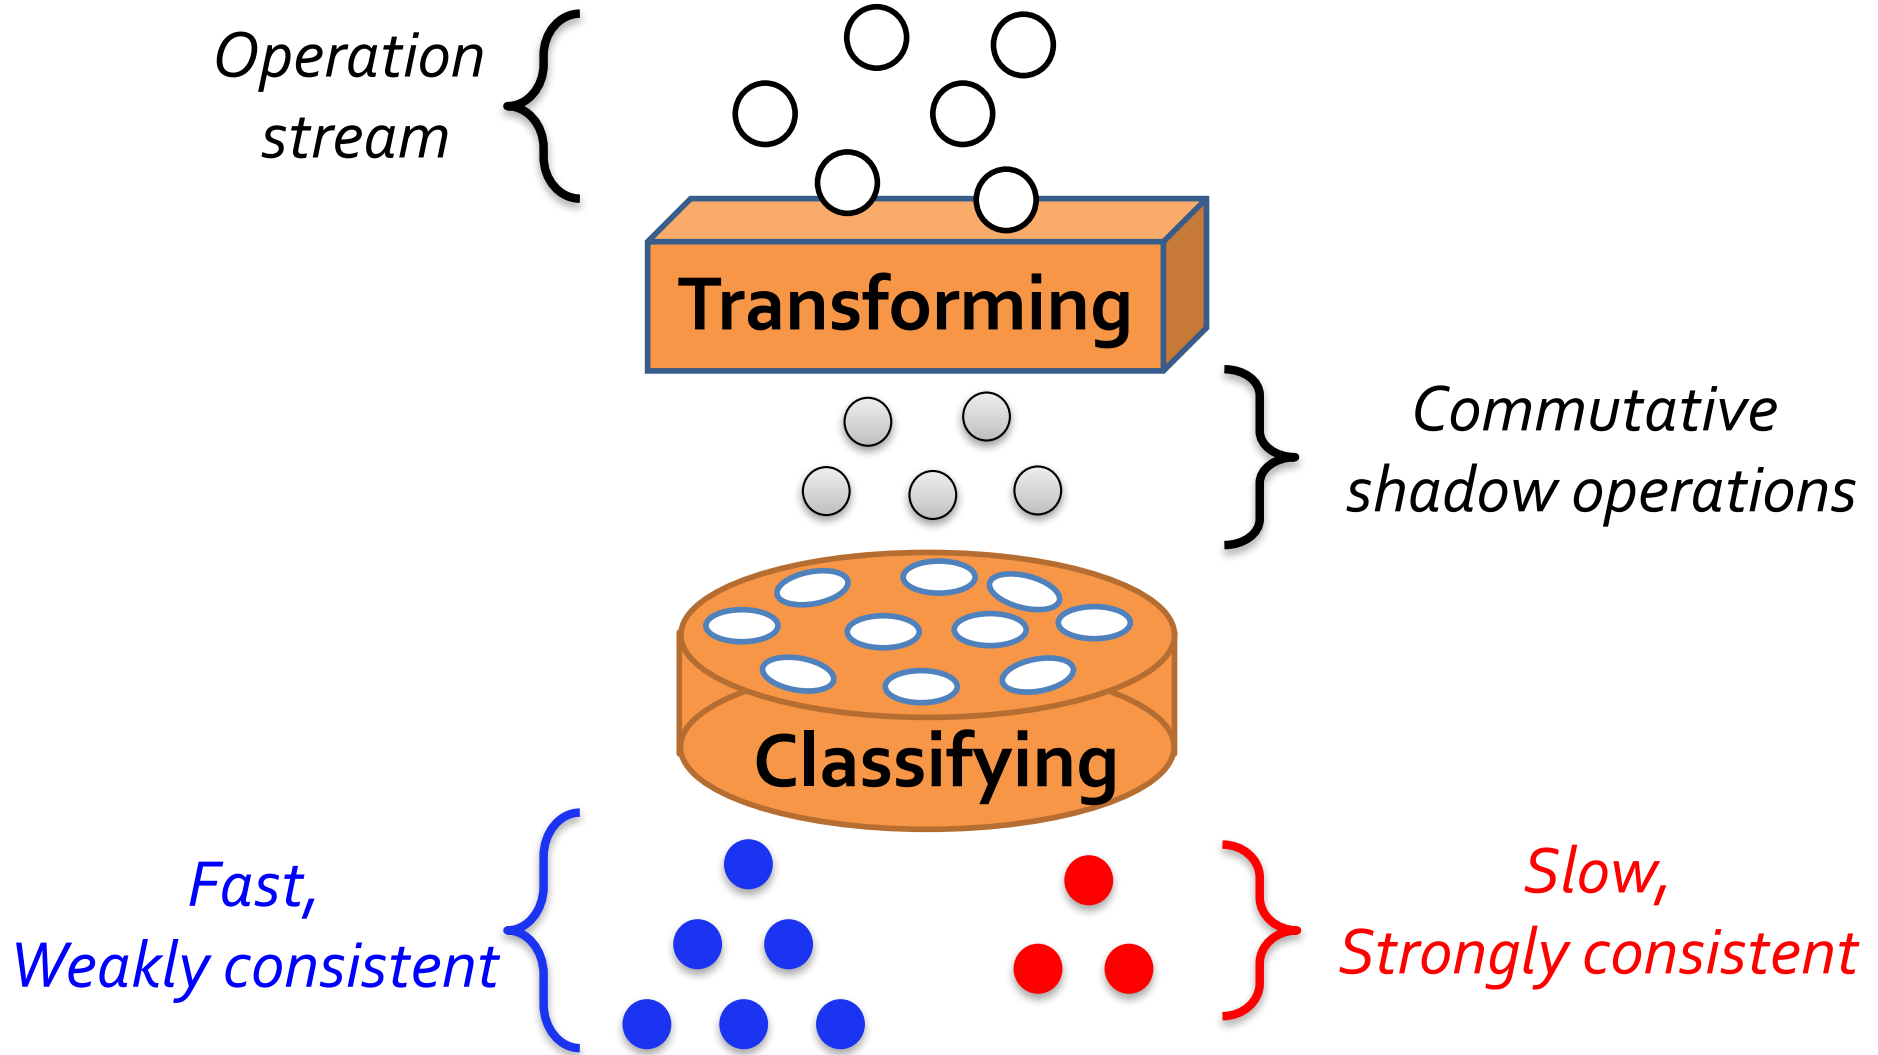 Operation
stream
Transforming
Commutative
shadow operations
Classifying
Fast,
Weakly consistent
Slow,
Strongly consistent